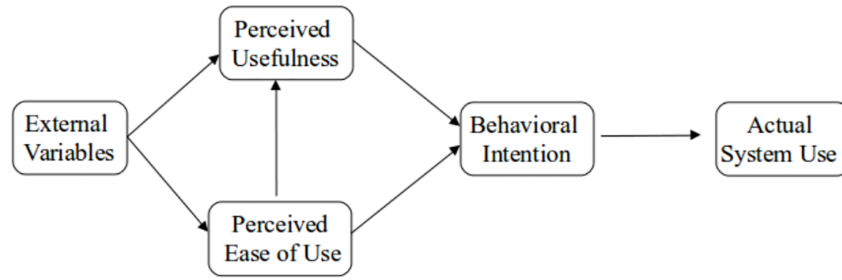 Perceived
Usefulness
External
Variables
Behavioral
Intention
Actual
System Use
Perceived
Ease of Use